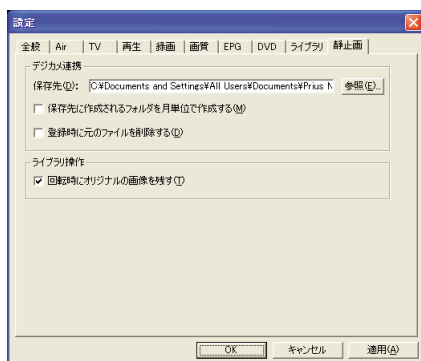 設定
全般 Air TV 再生 録画 画質 EPG DVD ライブラリ 静止画
デジカメ連携
保存先(D): C:¥Documents and Settings¥All Users¥Documents¥Prius N 参照(E)...
保存先に作成されるフォルダを月単位で作成する(M)
登録時に元のファイルを削除する(D)
ライブラリ操作
回転時にオリジナルの画像を残す(T)
OK キャンセル 適用(A)